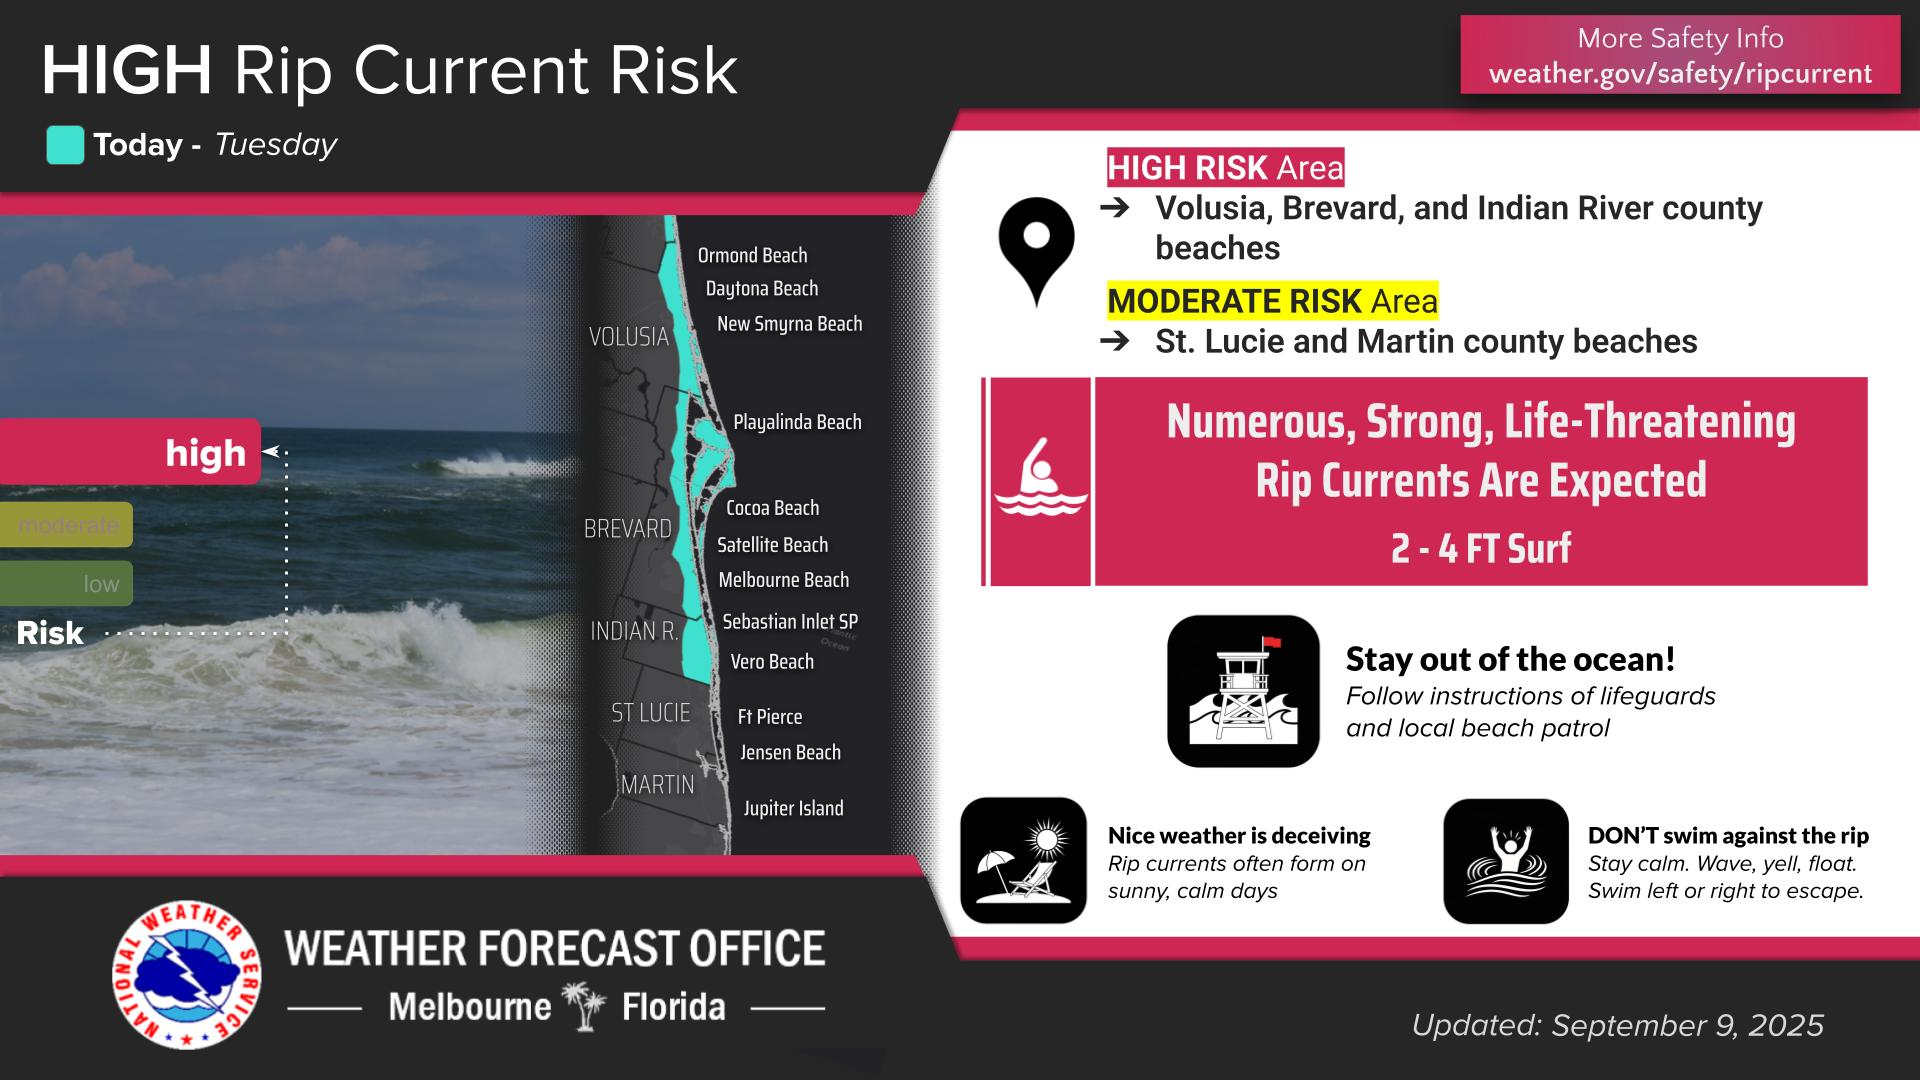 HIGH Rip Current Risk
Today - Tuesday
More Safety Info
weather.gov/safety/ripcurrent
HIGH RISK Area
➔ Volusia, Brevard, and Indian River county
beaches
MODERATE RISK Area
➔ St. Lucie and Martin county beaches
Numerous, Strong, Life-Threatening
Rip Currents Are Expected
2 - 4 FT Surf
Stay out of the ocean!
Follow instructions of lifeguards
and local beach patrol
Nice weather is deceiving
Rip currents often form on
sunny, calm days
DON'T swim against the rip
Stay calm. Wave, yell, float.
Swim left or right to escape.
high
moderate
low
Risk
VOLUSIA
BREVARD
INDIAN R.
ST LUCIE
MARTIN
Ormond Beach
Daytona Beach
New Smyrna Beach
Playalinda Beach
Cocoa Beach
Satellite Beach
Melbourne Beach
Sebastian Inlet SP
Ocean
Vero Beach
Ft Pierce
Jensen Beach
Jupiter Island
NATIONAL WEATHER SERVICE
WEATHER FORECAST OFFICE
Melbourne Florida
Updated: September 9, 2025